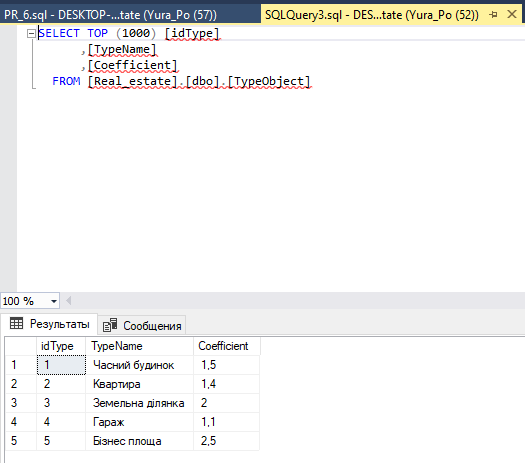 PR_6.sql - DESKTOP-...tate (Yura_Po (57))
SQLQuery3.sql - DES...tate (Yura_Po (52))
SELECT TOP (1000) [idType]
,[TypeName]
,[Coefficient]
FROM [Real_estate].[dbo].[TypeObject]
100 %
Результаты
Сообщения
idType TypeName Coefficient
1 1 Часний будинок 1,5
2 2 Квартира 1,4
3 3 Земельна ділянка 2
4 4 Гараж 1,1
5 5 Бізнес площа 2,5